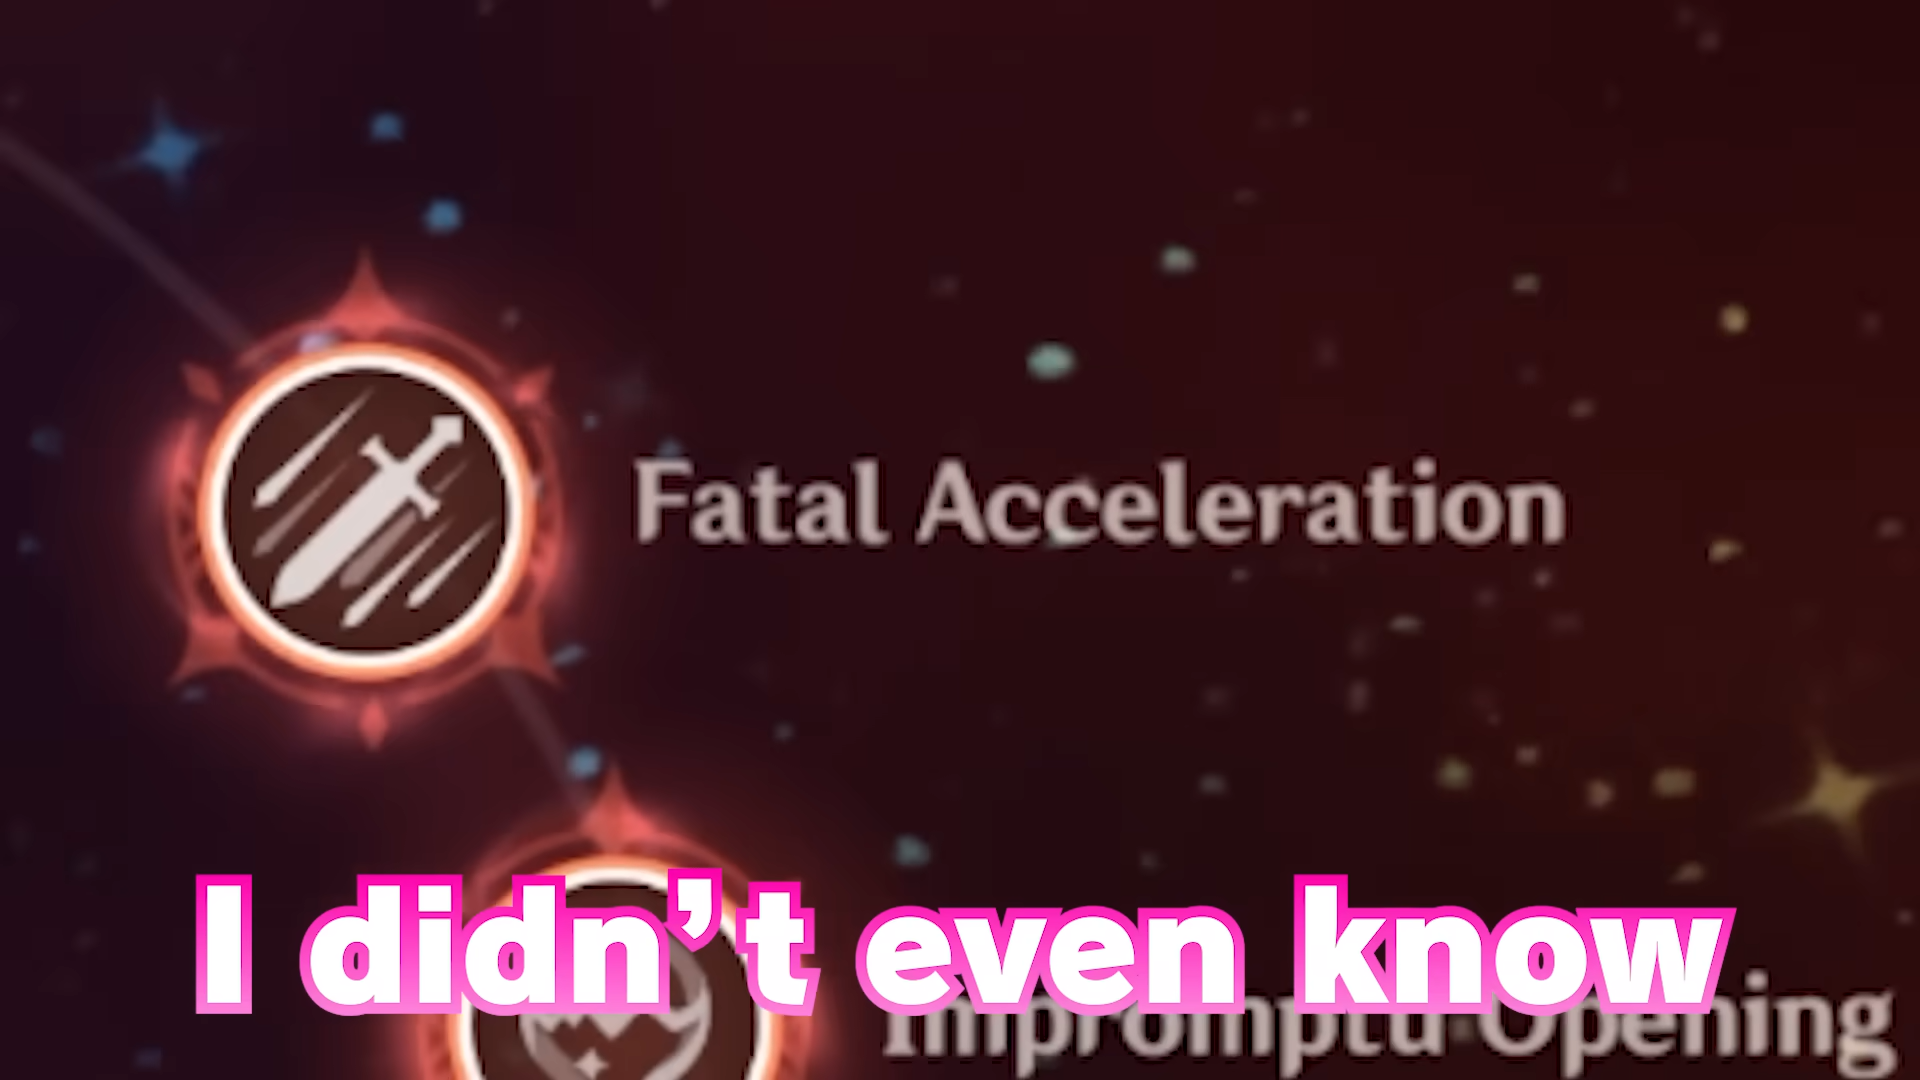 Fatal Acceleration
I didn’t even know
Impromptu Opening